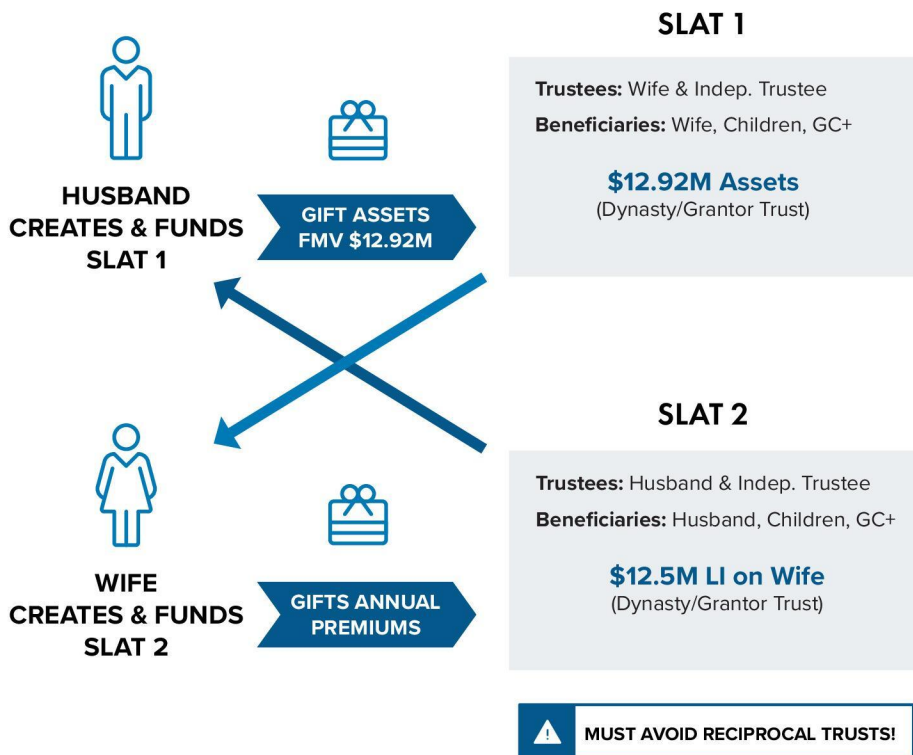 SLAT 1
HUSBAND
CREATES & FUNDS
SLAT 1
GIFT ASSETS
FMV $12.92M
Trustees: Wife & Indep. Trustee
Beneficiaries: Wife, Children, GC+
$12.92M Assets
(Dynasty/Grantor Trust)
SLAT 2
WIFE
CREATES & FUNDS
SLAT 2
GIFTS ANNUAL
PREMIUMS
Trustees: Husband & Indep. Trustee
Beneficiaries: Husband, Children, GC+
$12.5M LI on Wife
(Dynasty/Grantor Trust)
MUST AVOID RECIPROCAL TRUSTS!